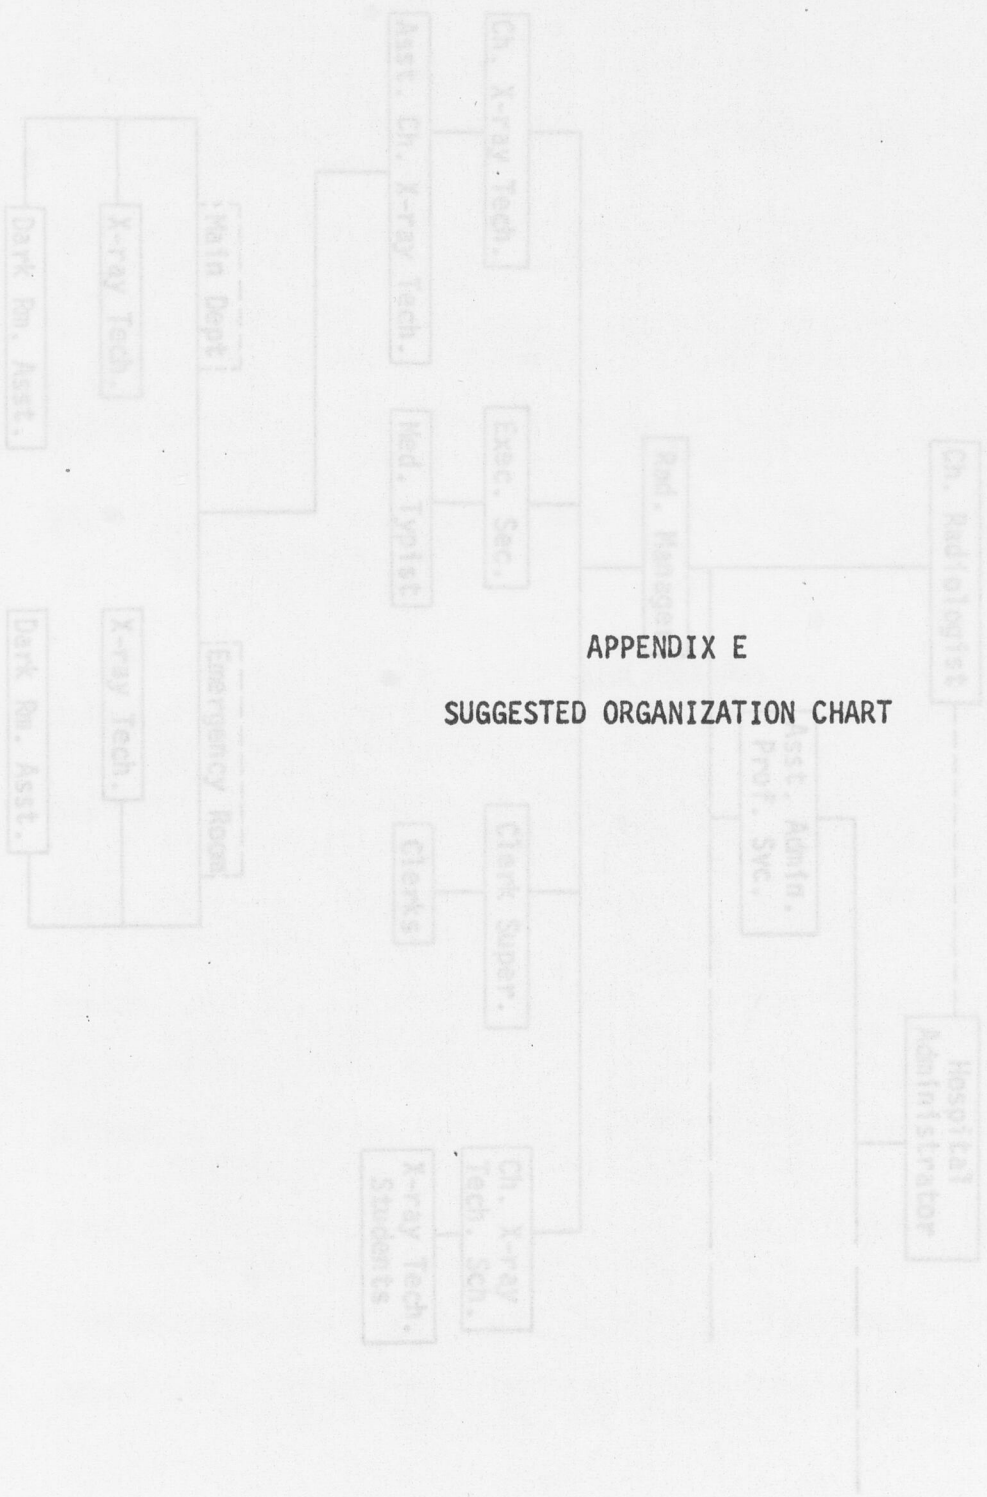 APPENDIX E
SUGGESTED ORGANIZATION CHART
Hospital
Administrator
Ch. Radiologist
Asst. Admin.
Prof. Svc.
Rad. Manage
Ch. X-ray Tech.
Exec. Sec.
Clerk Super.
Ch. X-ray
Tech. Sch.
Asst. Ch. X-ray Tech.
Med. Typist
Clerks
X-ray Tech.
Students
Main Dept
Emergency Room
X-ray Tech.
X-ray Tech.
Dark Rm. Asst.
Dark Rm. Asst.